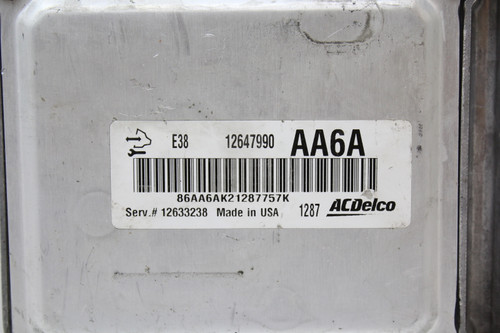 E38 12647990 AA6A
86AA6AK21287757K
Serv.# 12633238 Made in USA 1287 ACDelco